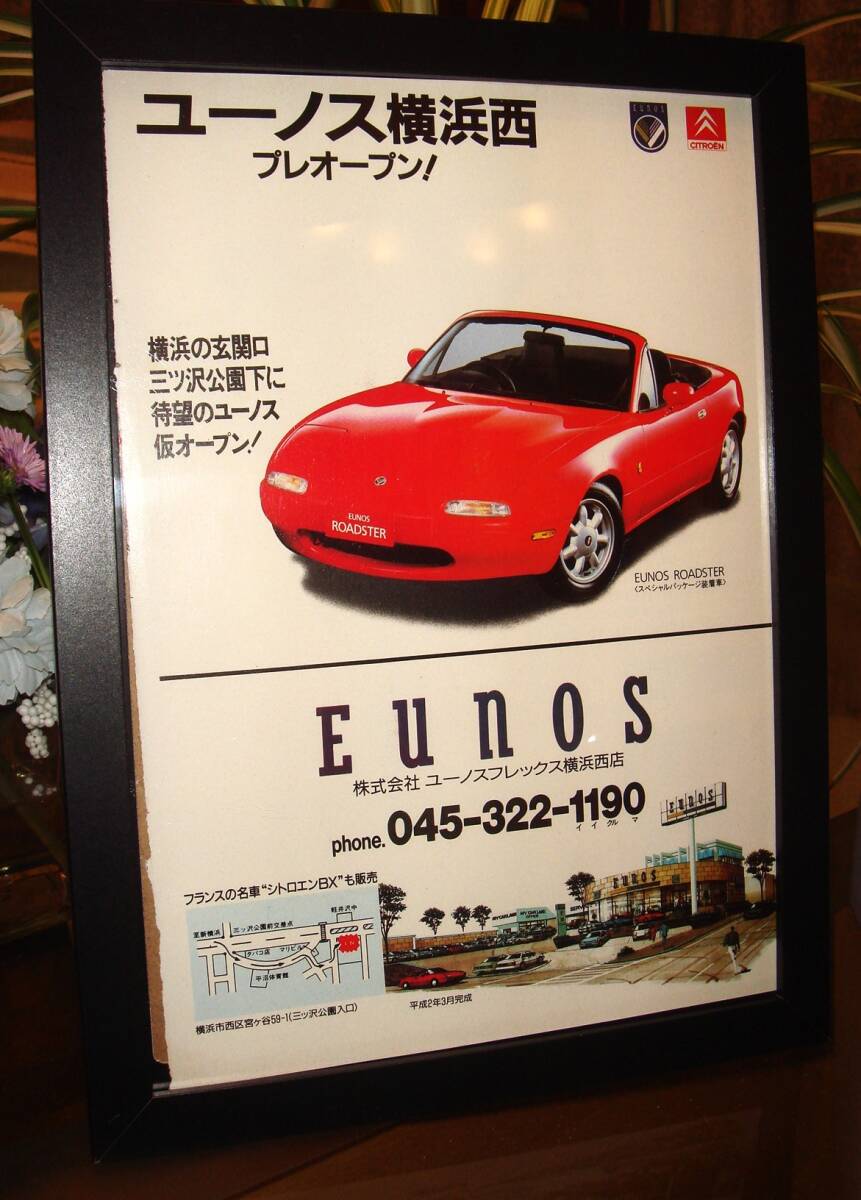 ユーノス横浜西
プレオープン!
EUNOS
CITROËN
横浜の玄関口
三ツ沢公園下に
待望のユーノス
仮オープン!
EUNOS
ROADSTER
EUNOS ROADSTER
〈スペシャルパッケージ装着車〉
EUNOS
株式会社 ユーノスフレックス横浜西店
phone. 045-322-1190
イイクルマ
フランスの名車“シトロエンBX”も販売
軽井沢中
至新横浜
三ッ沢公園前交差点
タバコ店
マリビル
平沼体育館
EUNOS
EUNOS
横浜市西区宮ヶ谷59-1(三ッ沢公園入口)
平成2年3月完成